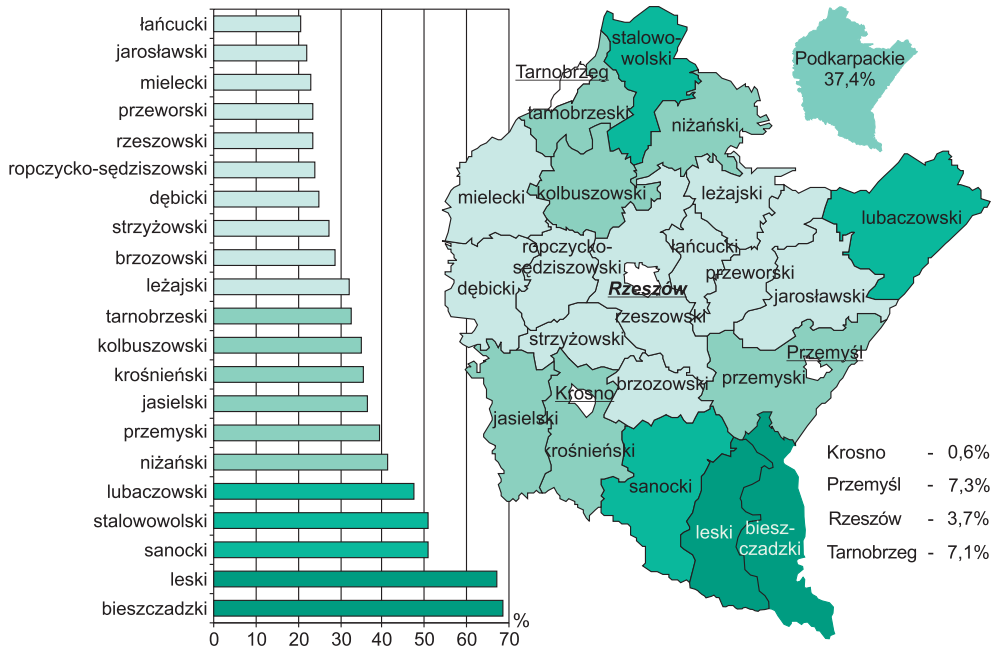 łańcucki
jarosławski
mielecki
przeworski
rzeszowski
ropczycko-sędziszowski
dębicki
strzyżowski
brzozowski
leżajski
tarnobrzeski
kolbuszowski
krośnieński
jasielski
przemyski
niżański
lubaczowski
stalowowolski
sanocki
leski
bieszczadzki
0 10 20 30 40 50 60 70
%
stalowo-
wolski
Tarnobrzeg
tarnobrzeski
niżański
mielecki
kolbuszowski
leżajski
lubaczowski
ropczycko-
sędziszowski
łańcucki
przeworski
dębicki
Rzeszów
jarosławski
rzeszowski
strzyżowski
Przemyśl
przemyski
brzozowski
Krosno
jasielski
krośnieński
sanocki
leski
biesz-
czadzki
Podkarpackie
37,4%
Krosno - 0,6%
Przemyśl - 7,3%
Rzeszów - 3,7%
Tarnobrzeg - 7,1%